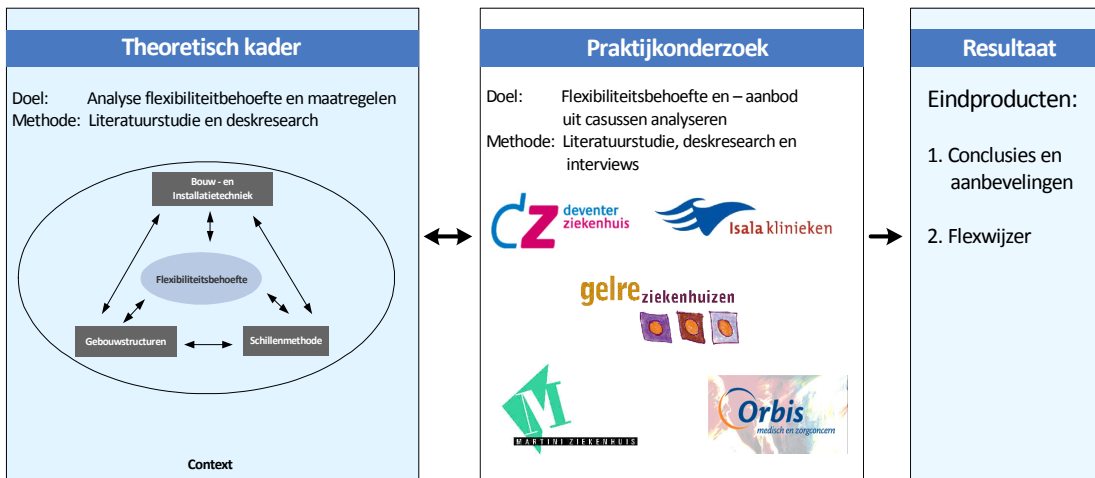 Theoretisch kader
Doel: Analyse flexibiliteitbehoefte en maatregelen
Methode: Literatuurstudie en deskresearch
Bouw - en
Installatietechniek
Flexibiliteitsbehoefte
Gebouwstructuren
Schillenmethode
Context
Praktijkonderzoek
Doel: Flexibiliteitsbehoefte en – aanbod
uit casussen analyseren
Methode: Literatuurstudie, deskresearch en
interviews
dz deventer
ziekenhuis
Isala klinieken
gelre ziekenhuizen
M
MARTINI ZIEKENHUIS
Orbis
medisch en zorgconcern
Resultaat
Eindproducten:
1. Conclusies en
aanbevelingen
2. Flexwijzer